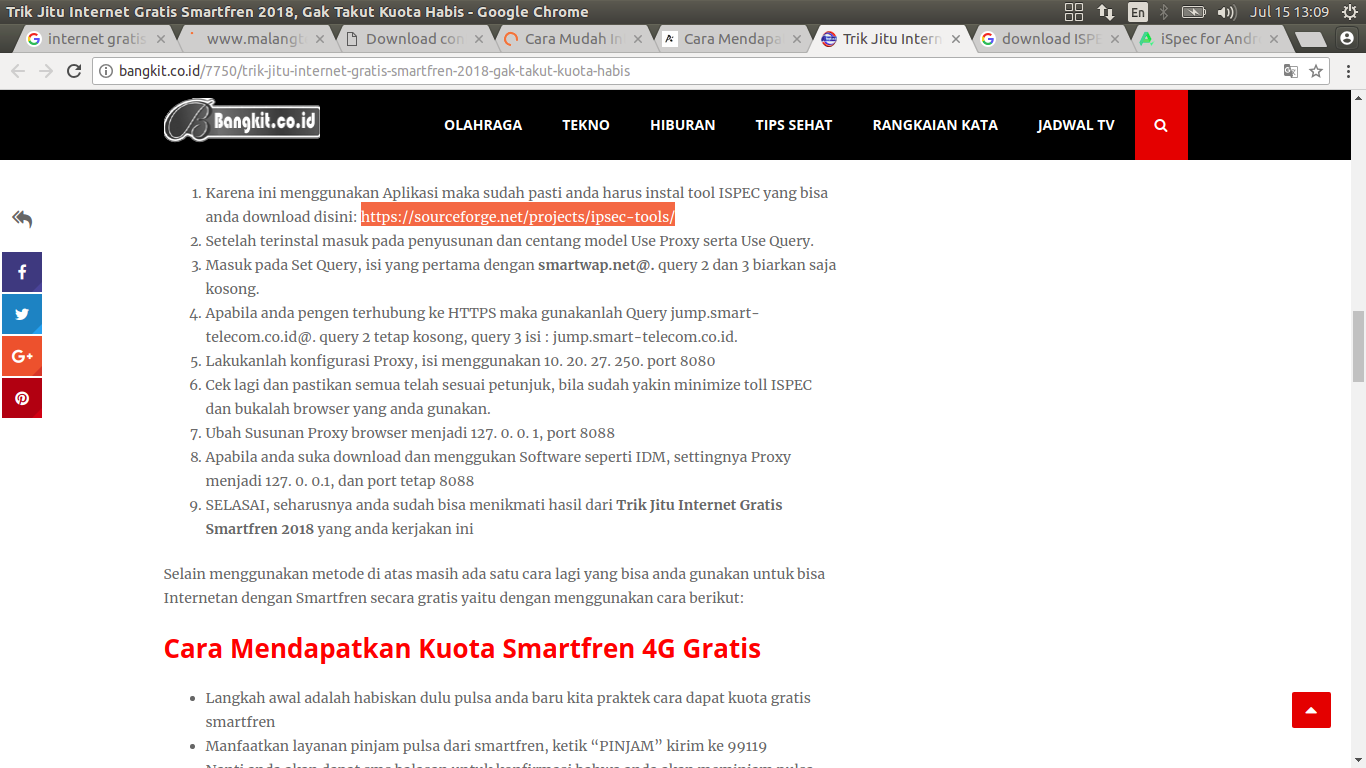 Trik Jitu Internet Gratis Smartfren 2018, Gak Takut Kuota Habis - Google Chrome
En
Jul 15 13:09
internet gratis
www.malangt
Download con
Cara Mudah In
Cara Mendapa
Trik Jitu Intern
download ISPE
iSpec for Andr
bangkit.co.id/7750/trik-jitu-internet-gratis-smartfren-2018-gak-takut-kuota-habis
Bangkit.co.id
OLAHRAGA
TEKNO
HIBURAN
TIPS SEHAT
RANGKAIAN KATA
JADWAL TV
1. Karena ini menggunakan Aplikasi maka sudah pasti anda harus instal tool ISPEC yang bisa
anda download disini: https://sourceforge.net/projects/ipsec-tools/
2. Setelah terinstal masuk pada penyusunan dan centang model Use Proxy serta Use Query.
3. Masuk pada Set Query, isi yang pertama dengan smartwap.net@. query 2 dan 3 biarkan saja
kosong.
4. Apabila anda pengen terhubung ke HTTPS maka gunakanlah Query jump.smart-
telecom.co.id@. query 2 tetap kosong, query 3 isi : jump.smart-telecom.co.id.
5. Lakukanlah konfigurasi Proxy, isi menggunakan 10. 20. 27. 250. port 8080
6. Cek lagi dan pastikan semua telah sesuai petunjuk, bila sudah yakin minimize toll ISPEC
dan bukalah browser yang anda gunakan.
7. Ubah Susunan Proxy browser menjadi 127. 0. 0. 1, port 8088
8. Apabila anda suka download dan menggukan Software seperti IDM, settingnya Proxy
menjadi 127. 0. 0.1, dan port tetap 8088
9. SELASAI, seharusnya anda sudah bisa menikmati hasil dari Trik Jitu Internet Gratis
Smartfren 2018 yang anda kerjakan ini
Selain menggunakan metode di atas masih ada satu cara lagi yang bisa anda gunakan untuk bisa
Internetan dengan Smartfren secara gratis yaitu dengan menggunakan cara berikut:
Cara Mendapatkan Kuota Smartfren 4G Gratis
• Langkah awal adalah habiskan dulu pulsa anda baru kita praktek cara dapat kuota gratis
smartfren
• Manfaatkan layanan pinjam pulsa dari smartfren, ketik “PINJAM” kirim ke 99119